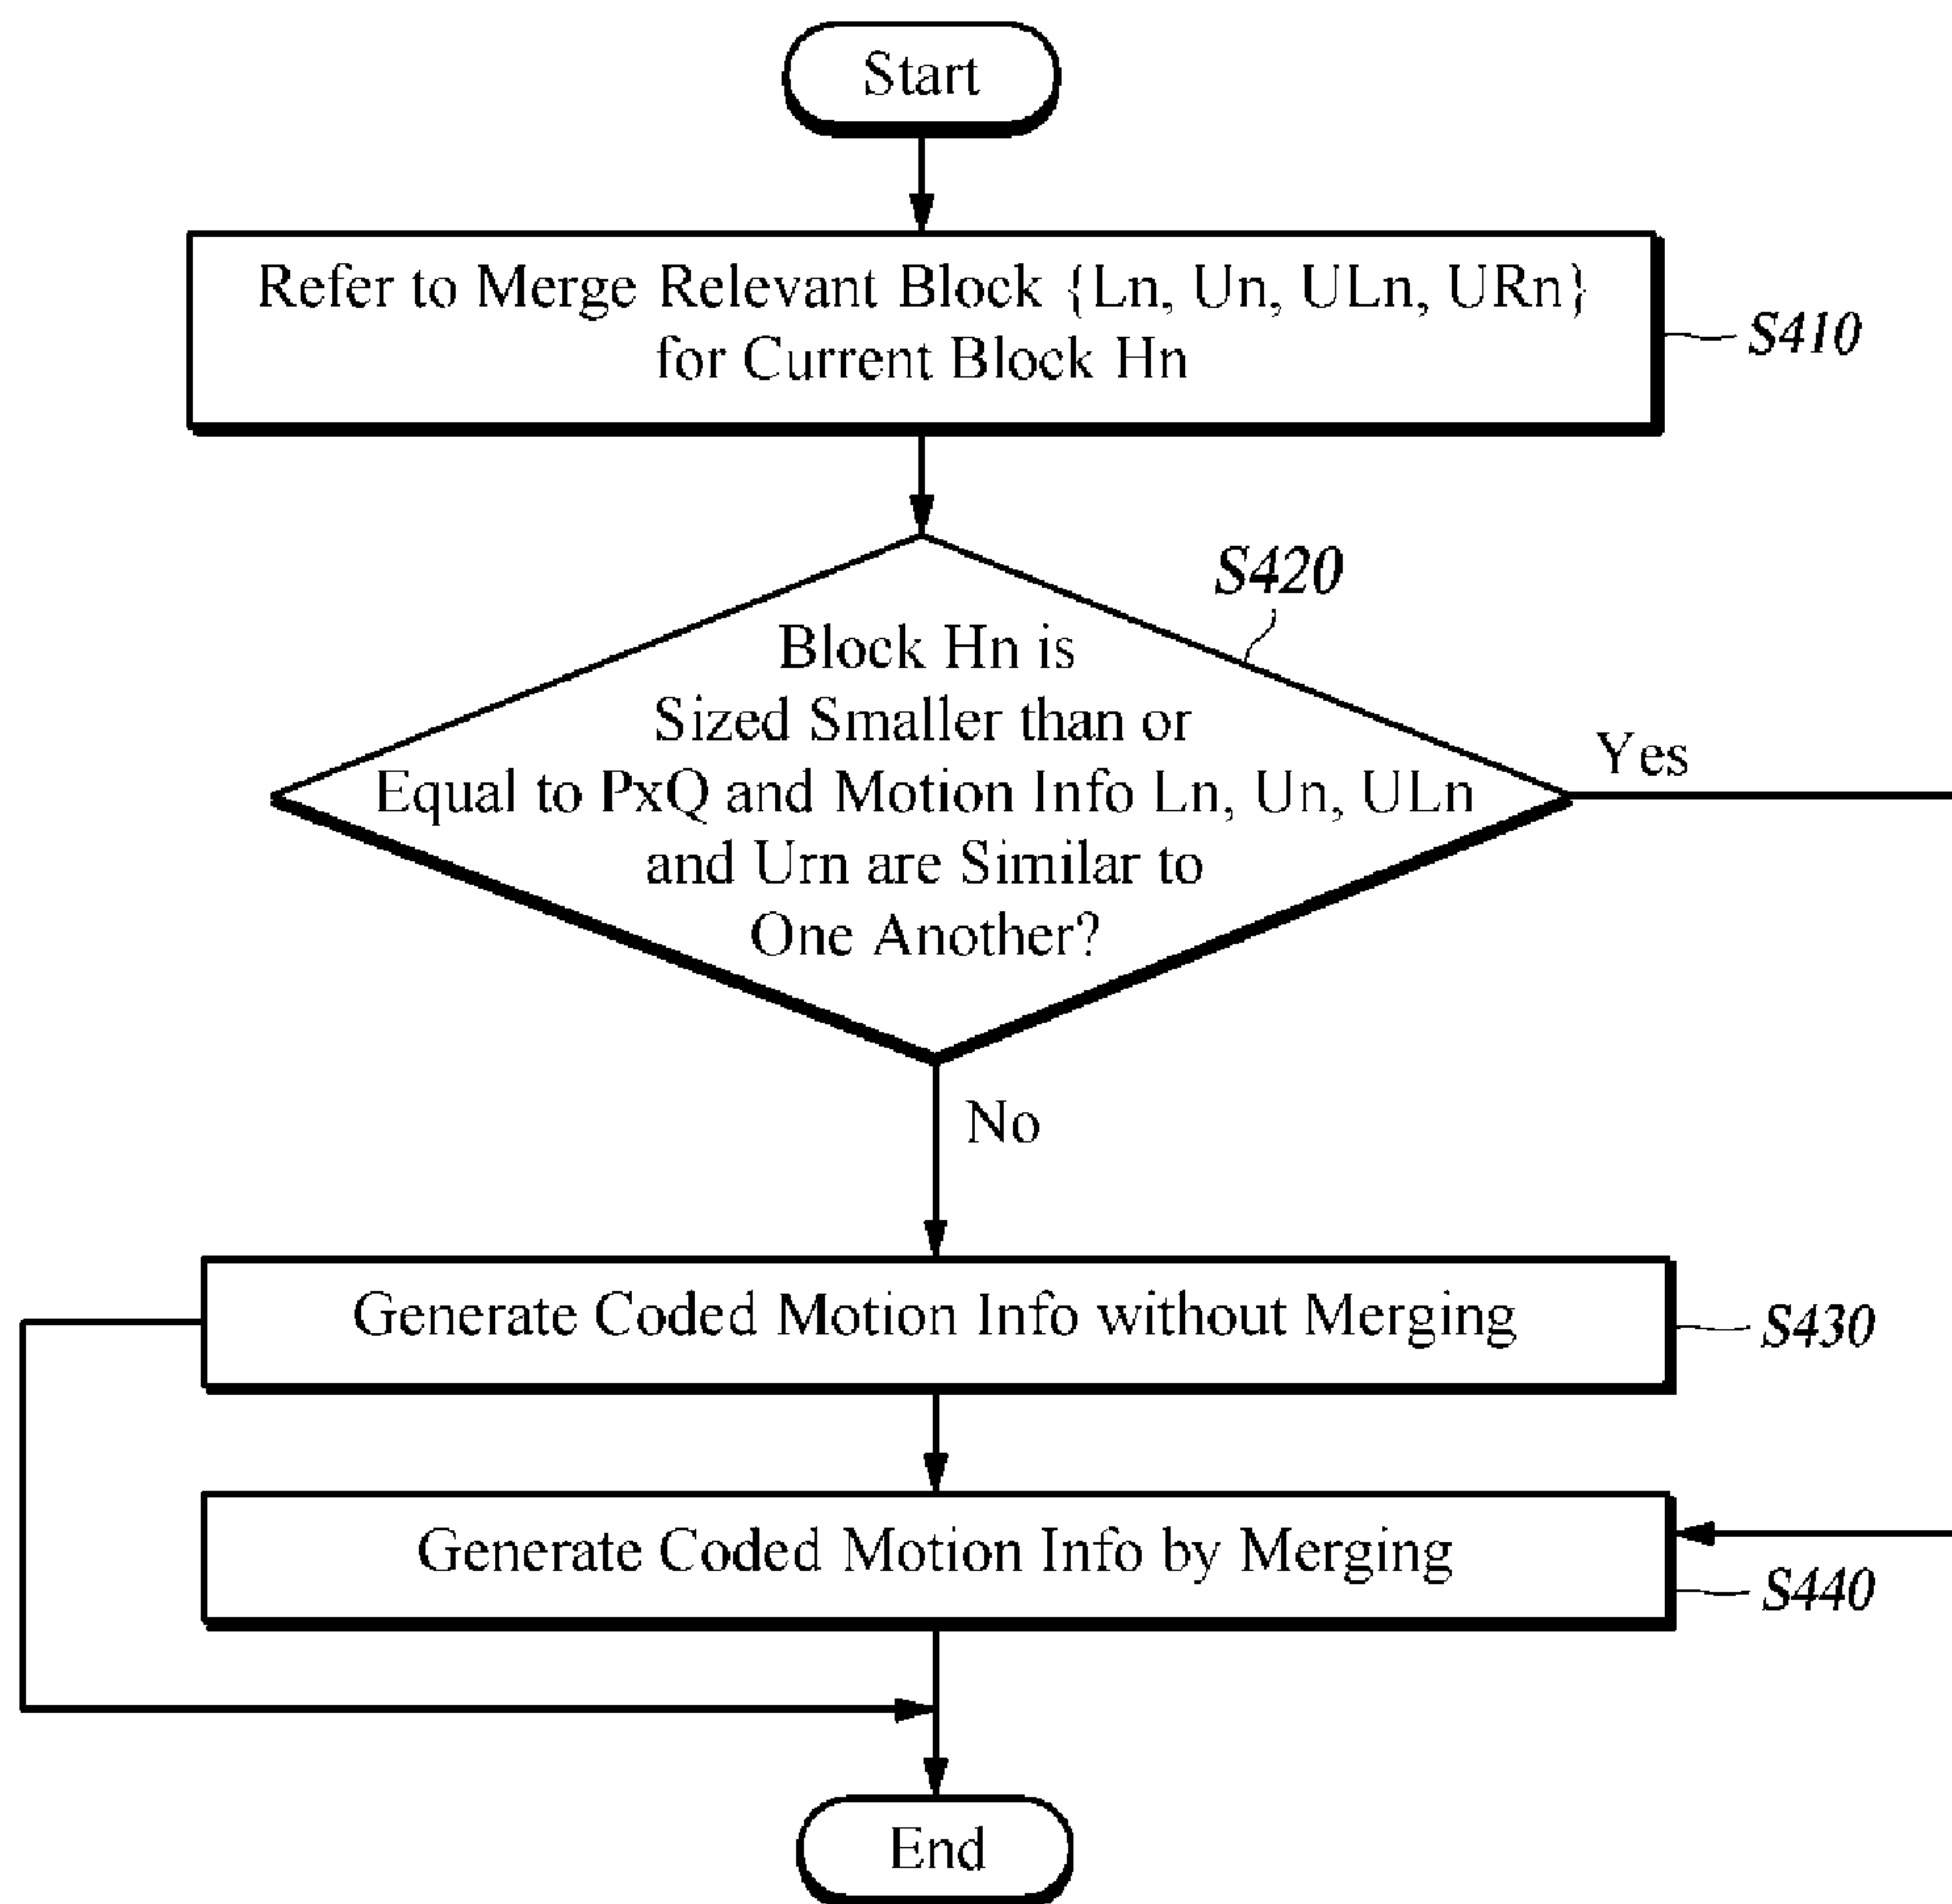 Start
Refer to Merge Relevant Block {Ln, Un, ULn, URn}
for Current Block Hn
S410
S420
Block Hn is
Sized Smaller than or
Equal to PxQ and Motion Info Ln, Un, ULn
and Urn are Similar to
One Another?
Yes
No
Generate Coded Motion Info without Merging
S430
Generate Coded Motion Info by Merging
S440
End